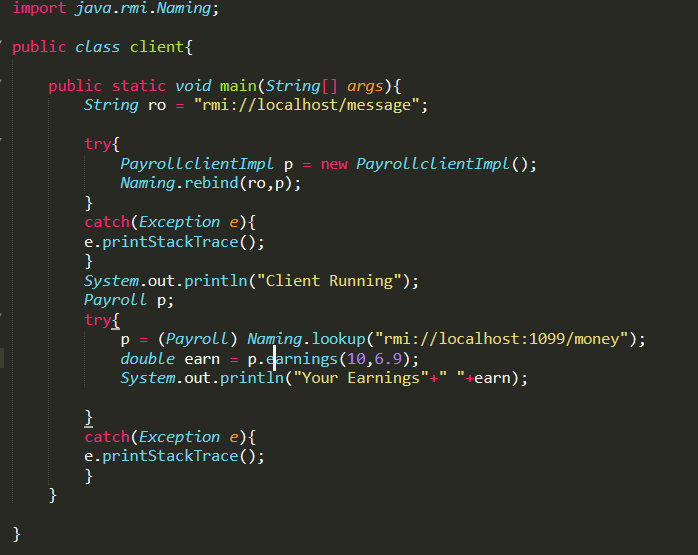 import java.rmi.Naming;
public class client{
public static void main(String[] args){
String ro = "rmi://localhost/message";
try{
PayrollclientImpl p = new PayrollclientImpl();
Naming.rebind(ro,p);
}
catch(Exception e){
e.printStackTrace();
}
System.out.println("Client Running");
Payroll p;
try{
p = (Payroll) Naming.lookup("rmi://localhost:1099/money");
double earn = p.earnings(10,6.9);
System.out.println("Your Earnings"+" "+earn);
}
catch(Exception e){
e.printStackTrace();
}
}
}